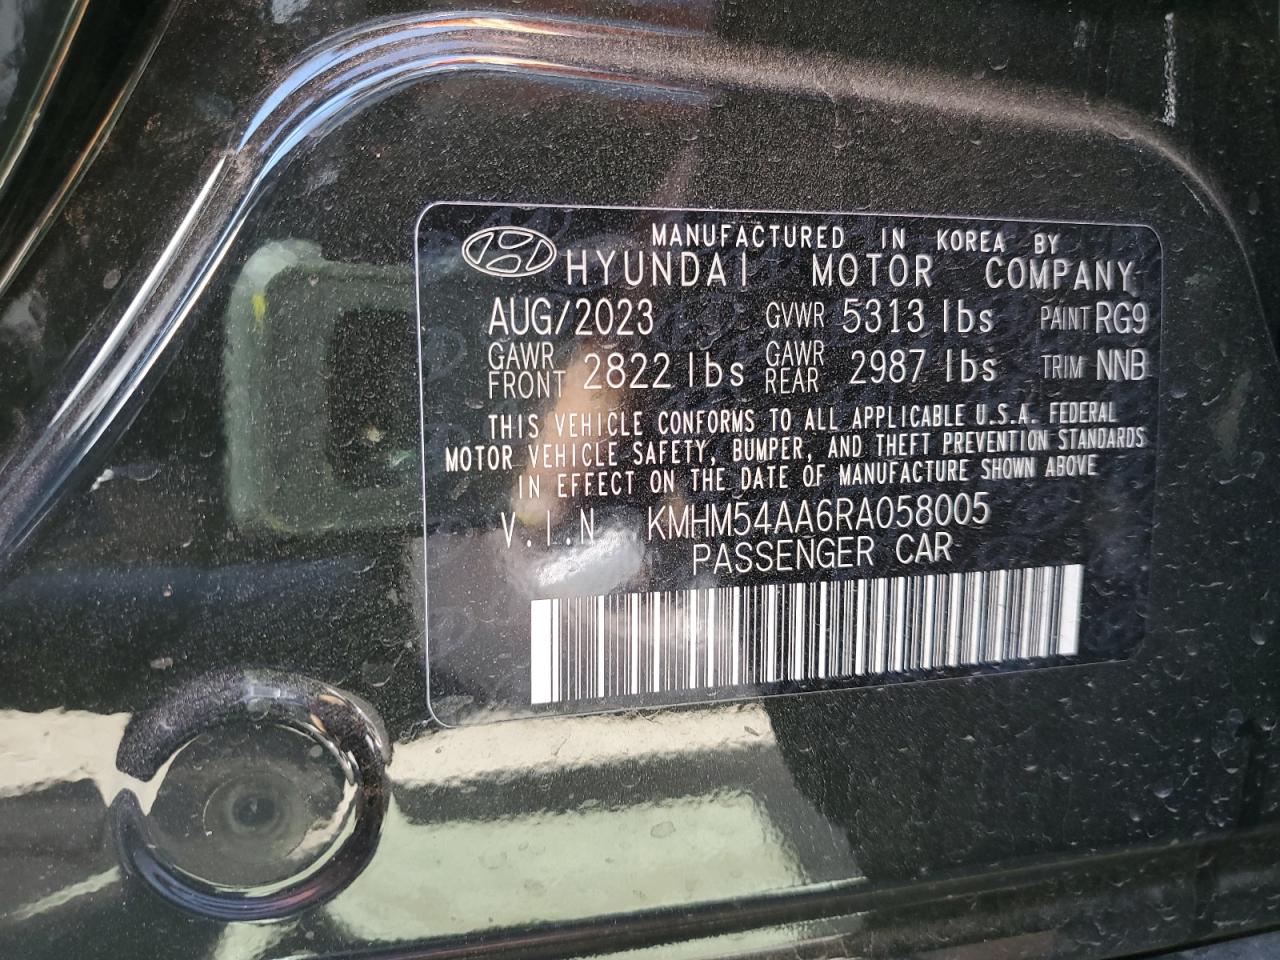 MANUFACTURED IN KOREA BY
HYUNDAI MOTOR COMPANY
AUG/2023 GVWR 5313 lbs PAINT RG9
GAWR FRONT 2822 lbs GAWR REAR 2987 lbs TRIM NNB
THIS VEHICLE CONFORMS TO ALL APPLICABLE U.S.A. FEDERAL
MOTOR VEHICLE SAFETY, BUMPER, AND THEFT PREVENTION STANDARDS
IN EFFECT ON THE DATE OF MANUFACTURE SHOWN ABOVE
V.I.N KMHM54AA6RA058005
PASSENGER CAR